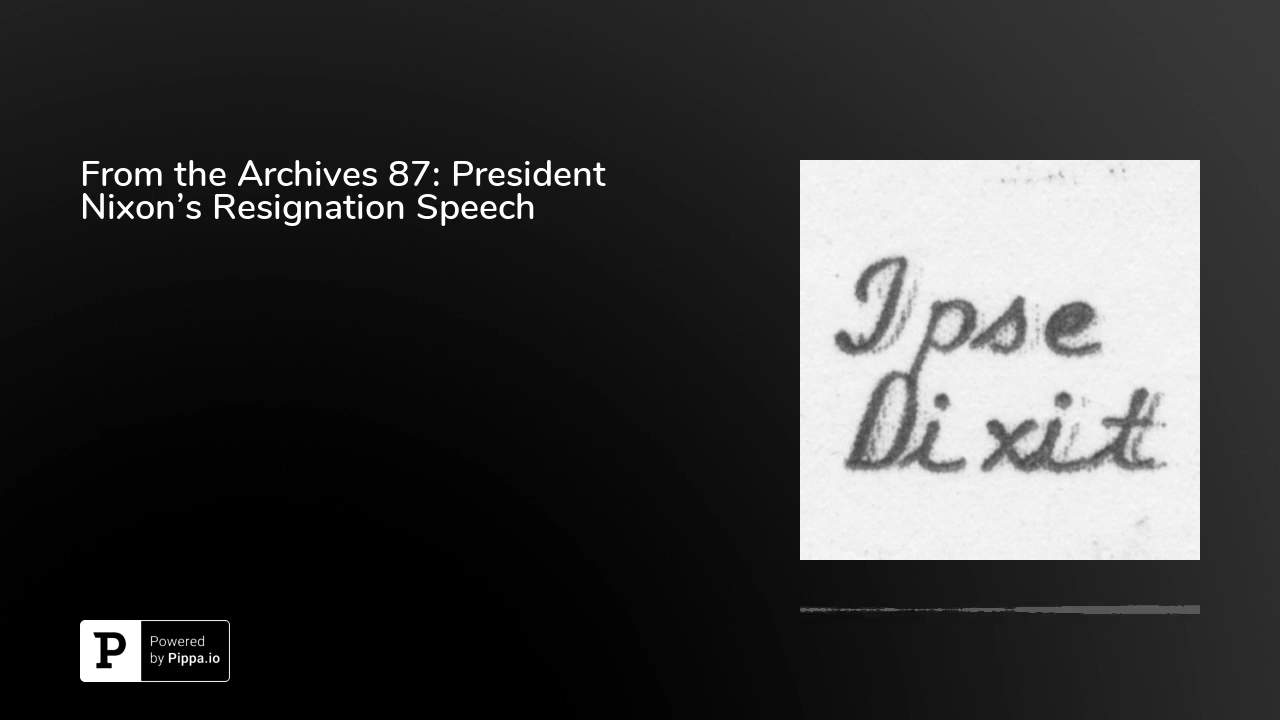 From the Archives 87: President
Nixon’s Resignation Speech
Ipse
Dixit
P
Powered
by Pippa.io